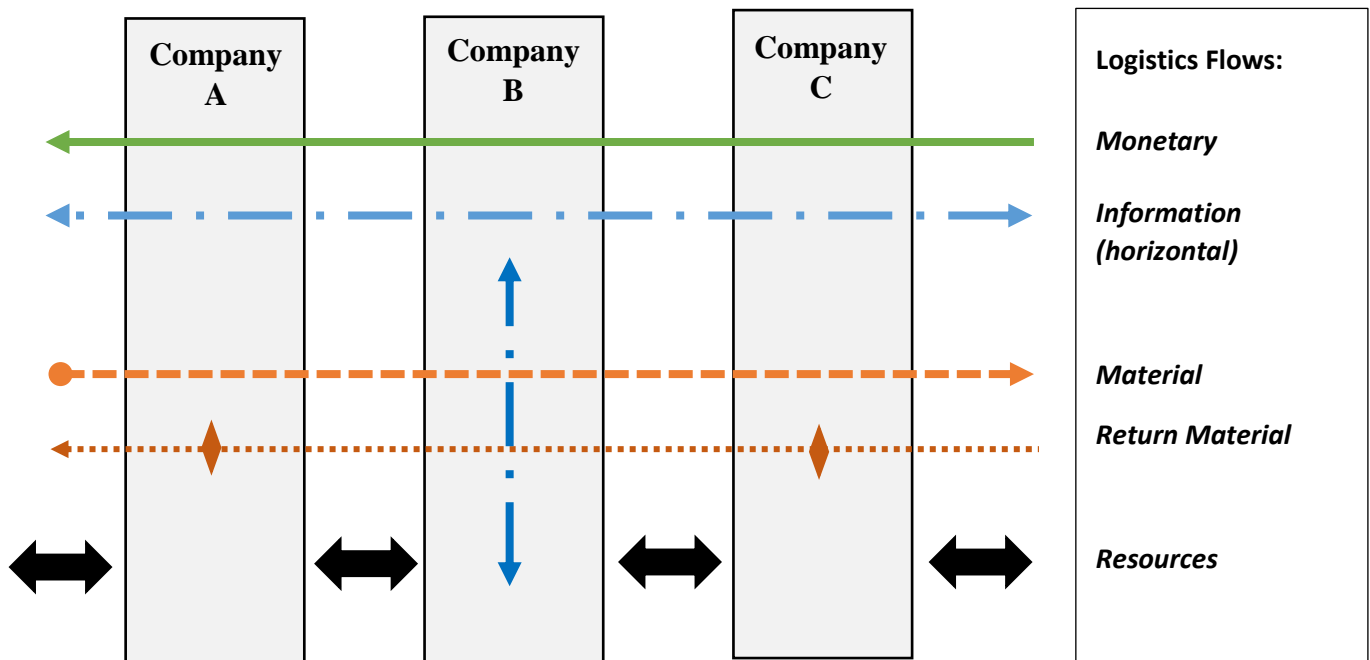 Company
A
Company
B
Company
C
Logistics Flows:
Monetary
Information
(horizontal)
Material
Return Material
Resources